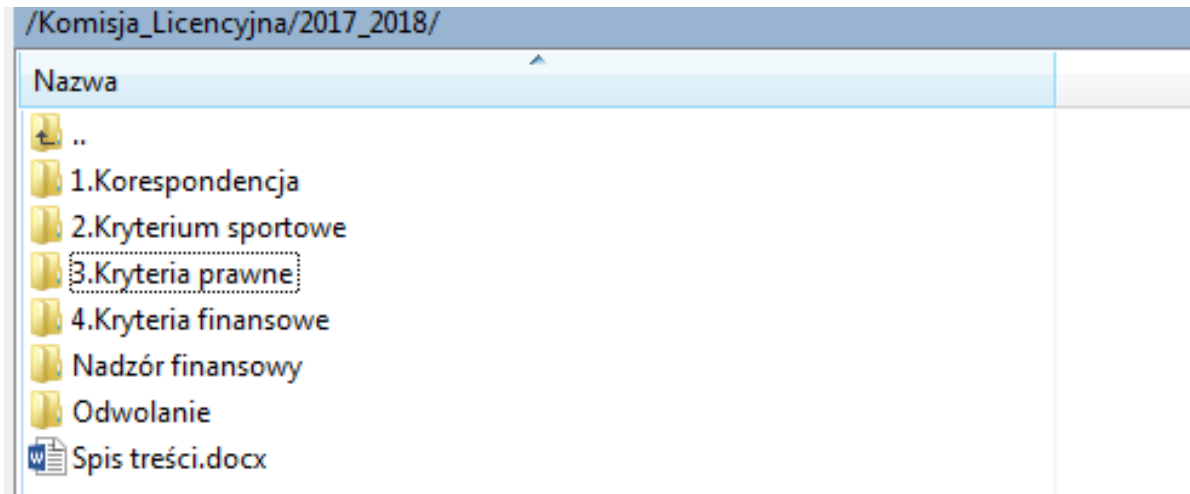 /Komisja_Licencyjna/2017_2018/
Nazwa
..
1.Korespondencja
2.Kryterium sportowe
3.Kryteria prawne
4.Kryteria finansowe
Nadzór finansowy
Odwolanie
Spis treści.docx